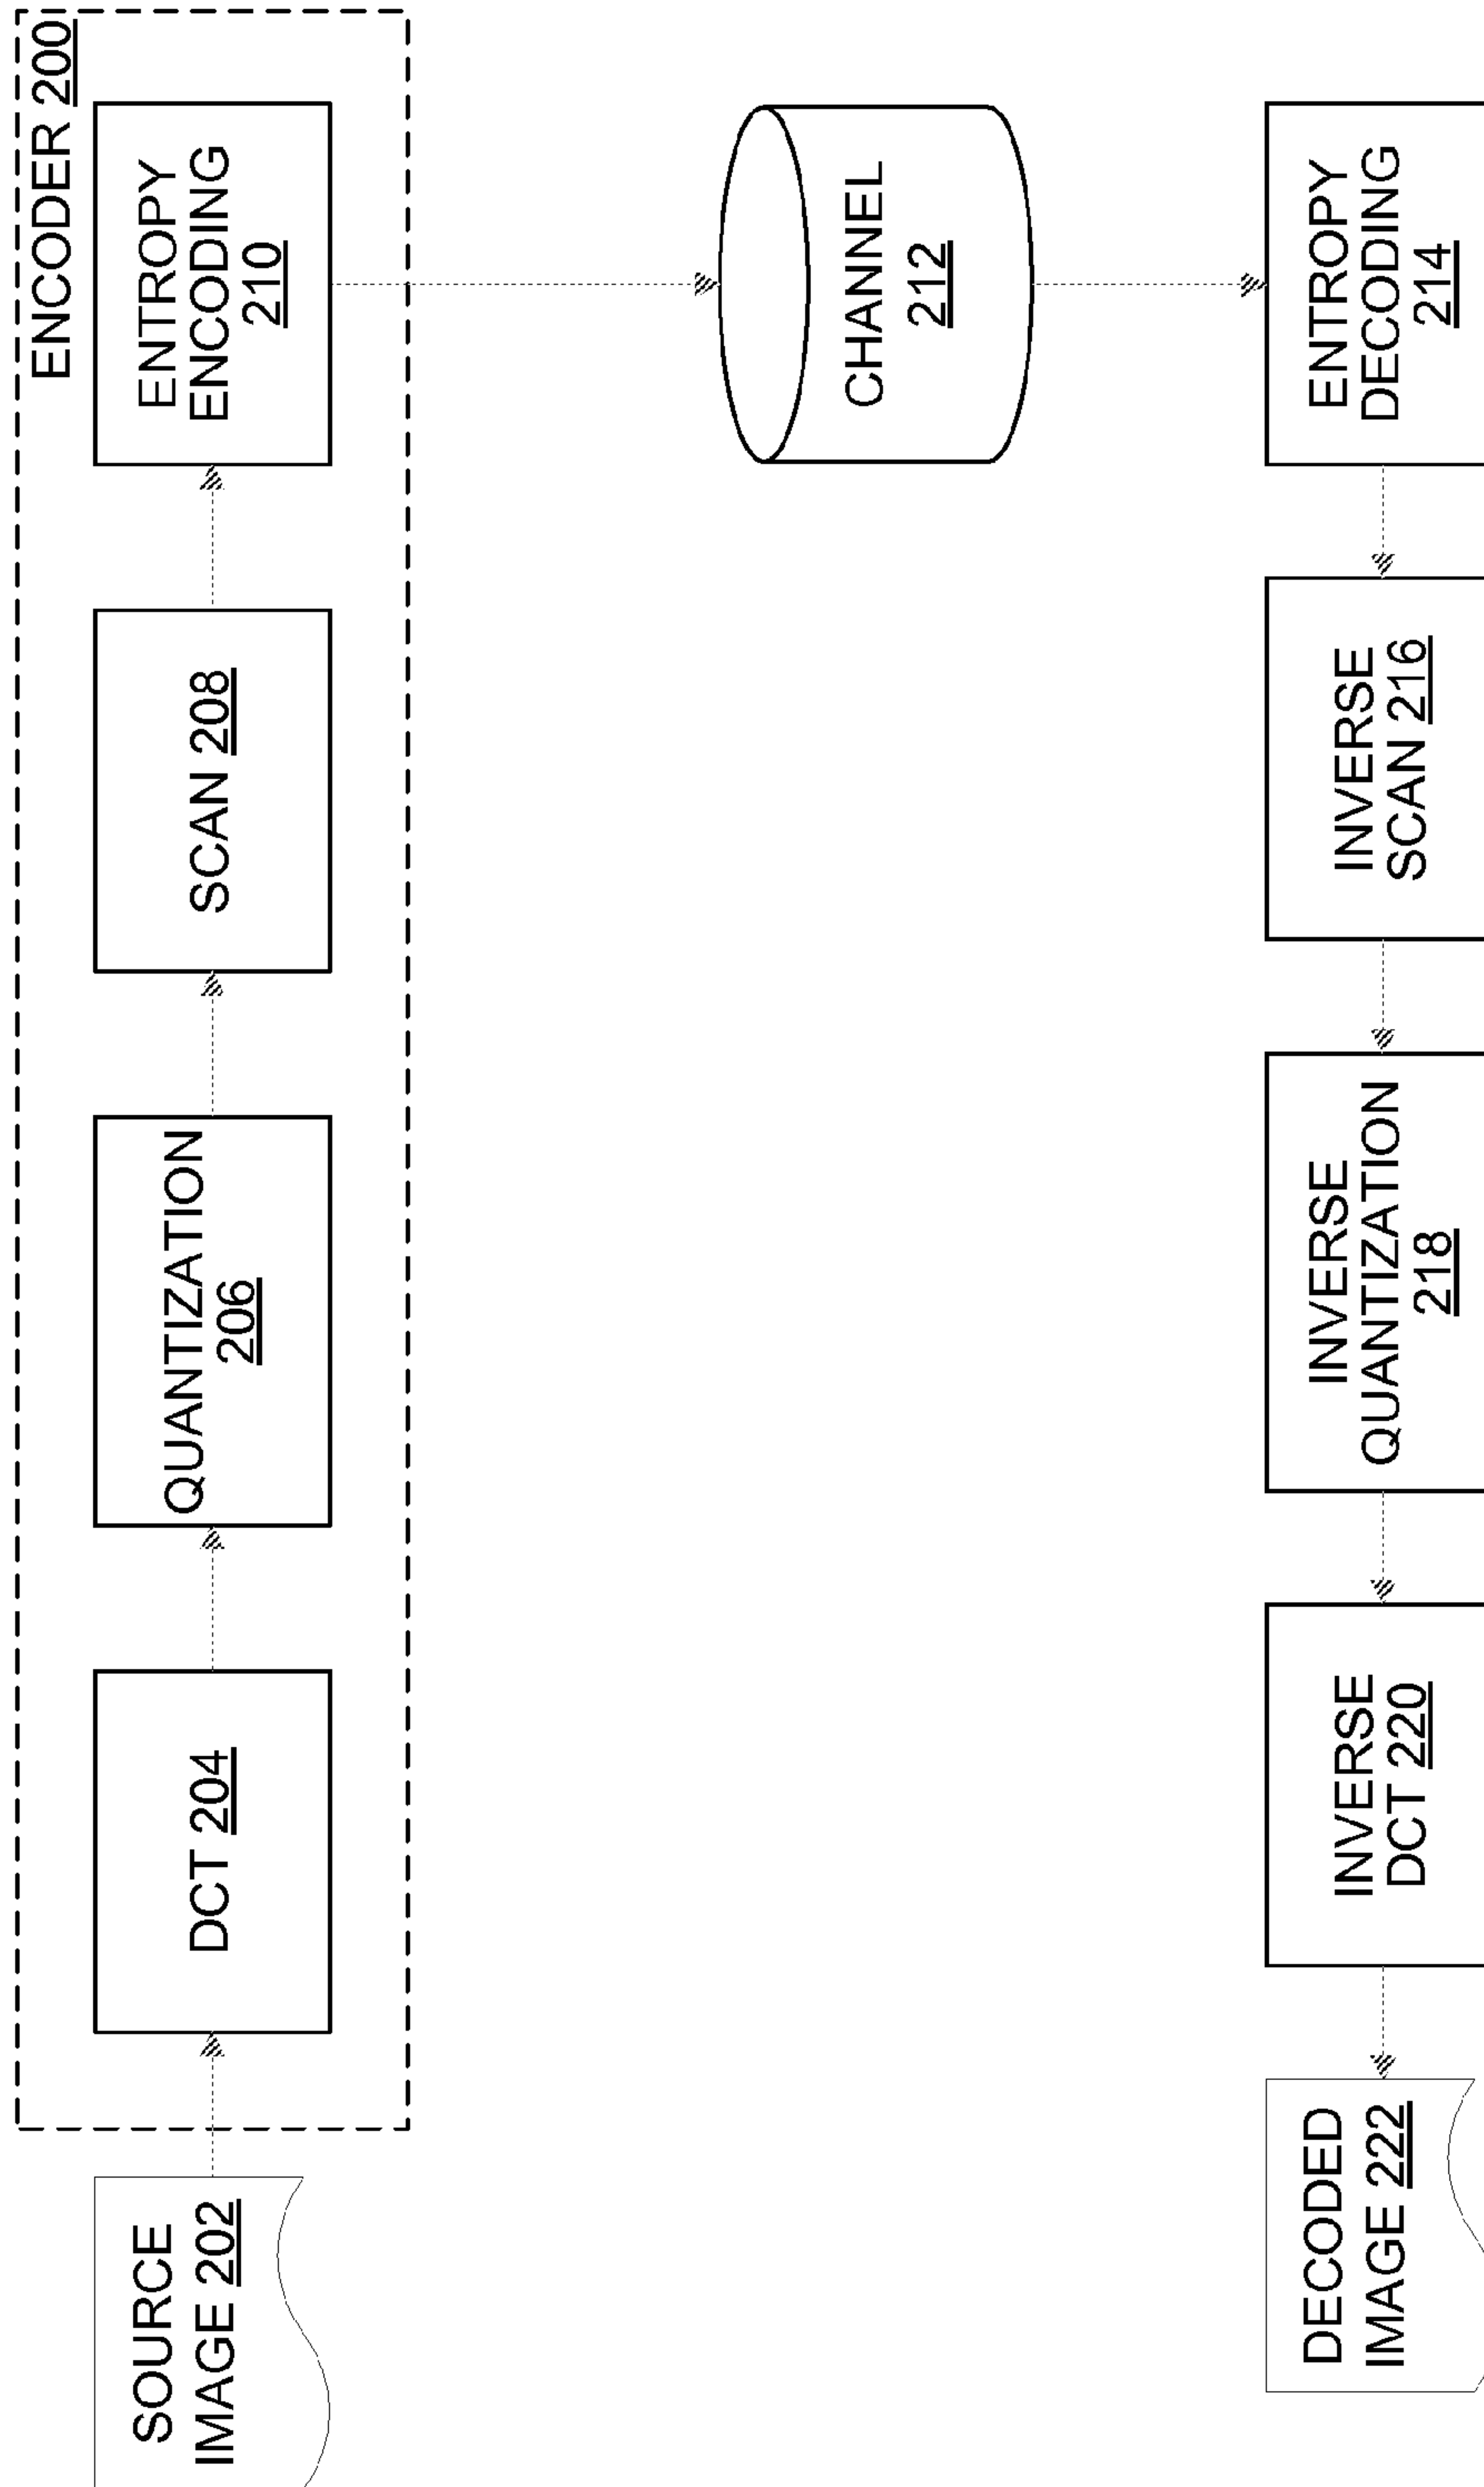 ENCODER 200
SOURCE
IMAGE 202
DCT 204
QUANTIZATION
206
SCAN 208
ENTROPY
ENCODING
210
CHANNEL
212
DECODED
IMAGE 222
INVERSE
DCT 220
INVERSE
QUANTIZATION
218
INVERSE
SCAN 216
ENTROPY
DECODING
214